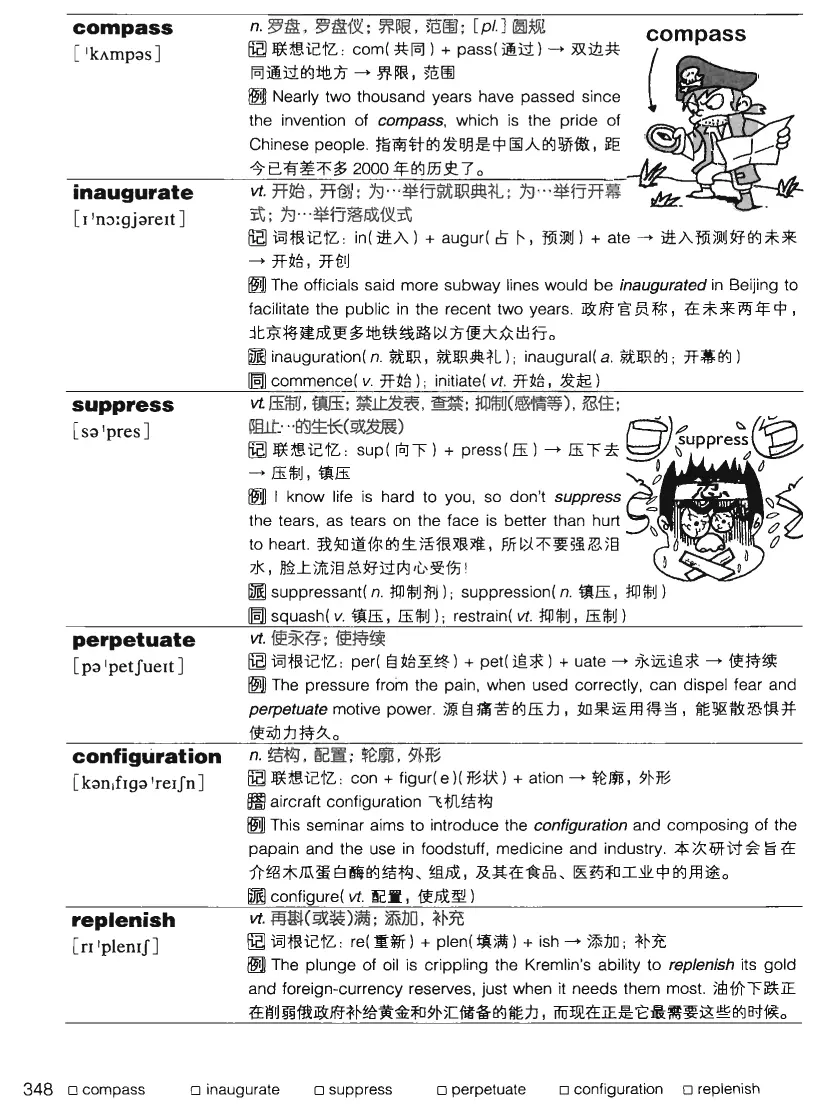 compass
[ˈkʌmpəs]
n. 罗盘, 罗盘仪; 界限, 范围; [pl.] 圆规
记 联想记忆: com(共同) + pass(通过) → 双边共
同通过的地方 → 界限, 范围
例 Nearly two thousand years have passed since
the invention of compass, which is the pride of
Chinese people. 指南针的发明是中国人的骄傲, 距
今已有差不多 2000 年的历史了。
compass
inaugurate
[ɪˈnɔːgjəreɪt]
vt. 开始, 开创; 为…举行就职典礼; 为…举行开幕
式; 为…举行落成仪式
记 词根记忆: in(进入) + augur(占卜, 预测) + ate → 进入预测好的未来
→ 开始, 开创
例 The officials said more subway lines would be inaugurated in Beijing to
facilitate the public in the recent two years. 政府官员称, 在未来两年中,
北京将建成更多地铁线路以方便大众出行。
派 inauguration(n. 就职, 就职典礼); inaugural(a. 就职的; 开幕的)
同 commence(v. 开始); initiate(vt. 开始, 发起)
suppress
[səˈpres]
vt. 压制, 镇压; 禁止发表, 查禁; 抑制(感情等), 忍住;
阻止…的生长(或发展)
记 联想记忆: sup(向下) + press(压) → 压下去
→ 压制, 镇压
例 I know life is hard to you, so don't suppress
the tears, as tears on the face is better than hurt
to heart. 我知道你的生活很艰难, 所以不要强忍泪
水, 脸上流泪总好过内心受伤!
派 suppressant(n. 抑制剂); suppression(n. 镇压, 抑制)
同 squash(v. 镇压, 压制); restrain(vt. 抑制, 压制)
suppress
忍
perpetuate
[pəˈpetʃueɪt]
vt. 使永存; 使持续
记 词根记忆: per(自始至终) + pet(追求) + uate → 永远追求 → 使持续
例 The pressure from the pain, when used correctly, can dispel fear and
perpetuate motive power. 源自痛苦的压力, 如果运用得当, 能驱散恐惧并
使动力持久。
configuration
[kənˌfɪgəˈreɪʃn]
n. 结构, 配置; 轮廓, 外形
记 联想记忆: con + figur(e)(形状) + ation → 轮廓, 外形
搭 aircraft configuration 飞机结构
例 This seminar aims to introduce the configuration and composing of the
papain and the use in foodstuff, medicine and industry. 本次研讨会旨在
介绍木瓜蛋白酶的结构、组成, 及其在食品、医药和工业中的用途。
派 configure(vt. 配置, 使成型)
replenish
[rɪˈplenɪʃ]
vt. 再斟(或装)满; 添加, 补充
记 词根记忆: re(重新) + plen(填满) + ish → 添加; 补充
例 The plunge of oil is crippling the Kremlin's ability to replenish its gold
and foreign-currency reserves, just when it needs them most. 油价下跌正
在削弱俄政府补给黄金和外汇储备的能力, 而现在正是它最需要这些的时候。
348 □ compass □ inaugurate □ suppress □ perpetuate □ configuration □ replenish